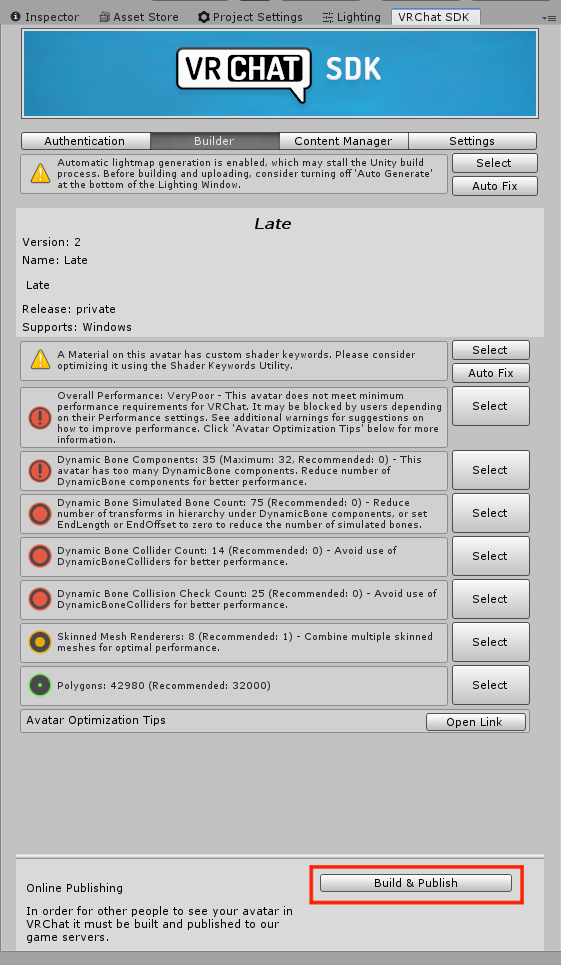 Inspector Asset Store Project Settings Lighting VRChat SDK
VRCHAT SDK
Authentication Builder Content Manager Settings
Automatic lightmap generation is enabled, which may stall the Unity build
process. Before building and uploading, consider turning off 'Auto Generate'
at the bottom of the Lighting Window.
Select
Auto Fix
Late
Version: 2
Name: Late
Late
Release: private
Supports: Windows
A Material on this avatar has custom shader keywords. Please consider
optimizing it using the Shader Keywords Utility.
Select
Auto Fix
Overall Performance: VeryPoor - This avatar does not meet minimum
performance requirements for VRChat. It may be blocked by users depending
on their Performance settings. See additional warnings for suggestions on
how to improve performance. Click 'Avatar Optimization Tips' below for more
information.
Select
Dynamic Bone Components: 35 (Maximum: 32, Recommended: 0) - This
avatar has too many DynamicBone components. Reduce number of
DynamicBone components for better performance.
Select
Dynamic Bone Simulated Bone Count: 75 (Recommended: 0) - Reduce
number of transforms in hierarchy under DynamicBone components, or set
EndLength or EndOffset to zero to reduce the number of simulated bones.
Select
Dynamic Bone Collider Count: 14 (Recommended: 0) - Avoid use of
DynamicBoneColliders for better performance.
Select
Dynamic Bone Collision Check Count: 25 (Recommended: 0) - Avoid use of
DynamicBoneColliders for better performance.
Select
Skinned Mesh Renderers: 8 (Recommended: 1) - Combine multiple skinned
meshes for optimal performance.
Select
Polygons: 42980 (Recommended: 32000)
Select
Avatar Optimization Tips
Open Link
Online Publishing
Build & Publish
In order for other people to see your avatar in
VRChat it must be built and published to our
game servers.